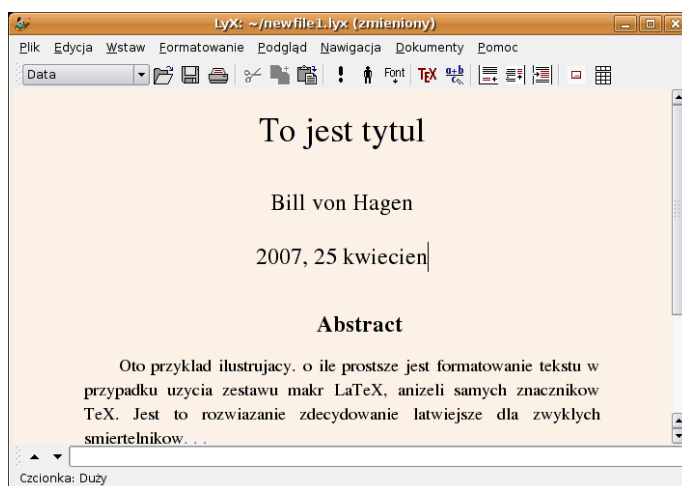 LyX: ~/newfile1.lyx (zmieniony)
Plik Edycja Wstaw Formatowanie Podgląd Nawigacja Dokumenty Pomoc
Data Font TEX a+b c
To jest tytul
Bill von Hagen
2007, 25 kwiecien
Abstract
Oto przyklad ilustrujacy. o ile prostsze jest formatowanie tekstu w
przypadku uzycia zestawu makr LaTeX, anizeli samych znacznikow
TeX. Jest to rozwiazanie zdecydowanie latwiejsze dla zwyklych
smiertelnikow. . .
Czcionka: Duży